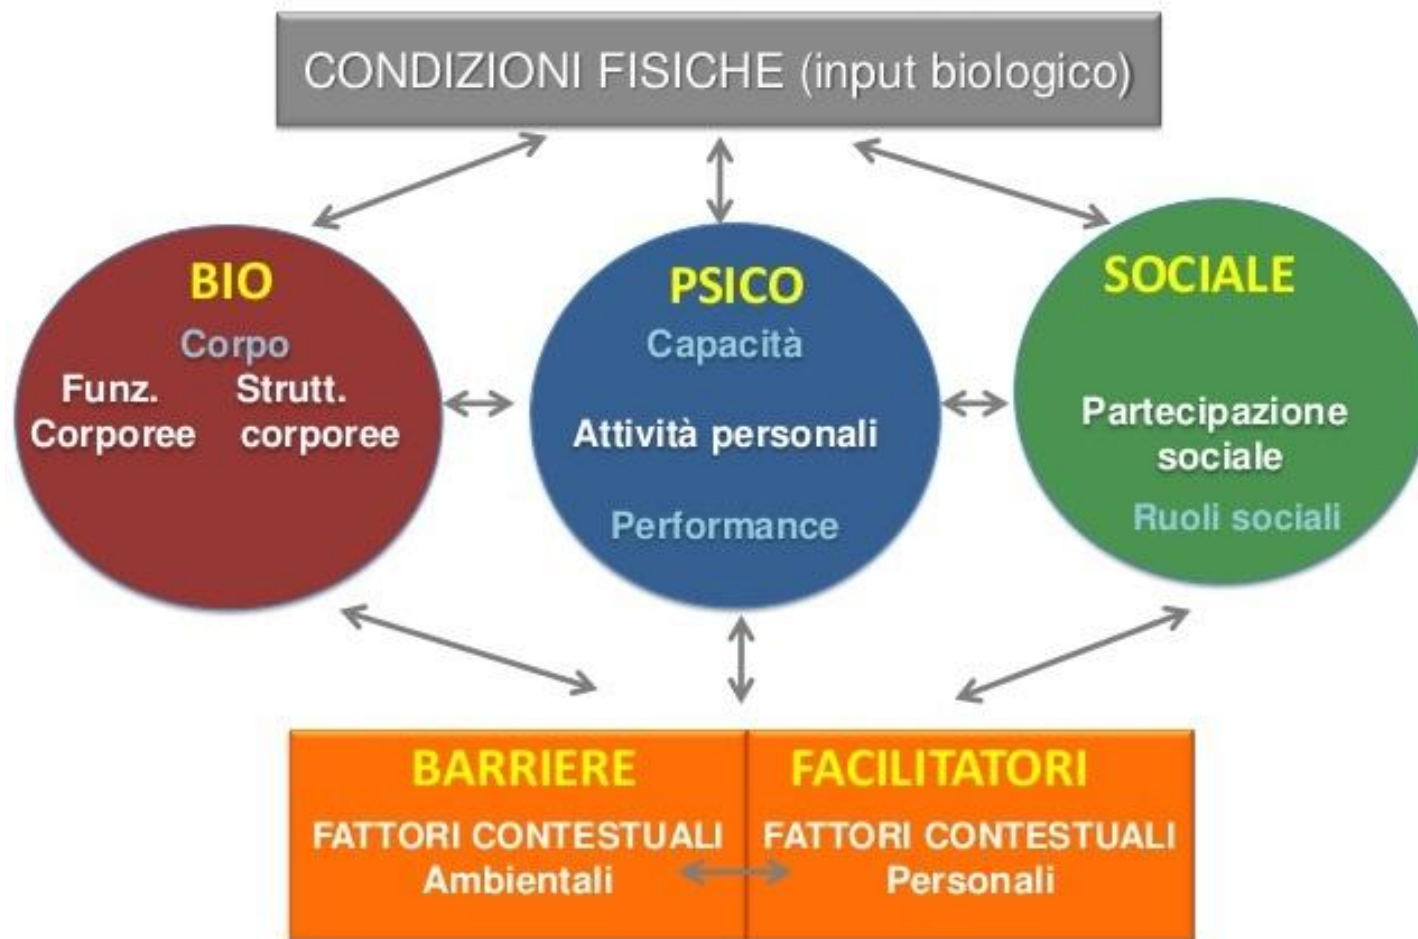 CONDIZIONI FISICHE (input biologico)
BIO
Corpo
Funz. Strutt.
Corporee corporee
PSICO
Capacità
Attività personali
Performance
SOCIALE
Partecipazione
sociale
Ruoli sociali
BARRIERE
FATTORI CONTESTUALI
Ambientali
FACILITATORI
FATTORI CONTESTUALI
Personali